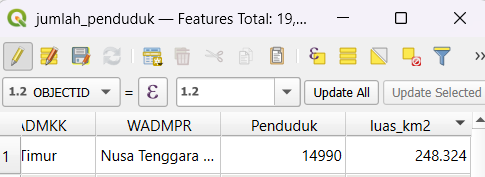 jumlah_penduduk — Features Total: 19,...
1.2 OBJECTID = ε 1.2 Update All Update Selected
ADMKK WADMPR Penduduk luas_km2
1 Timur Nusa Tenggara ... 14990 248.324